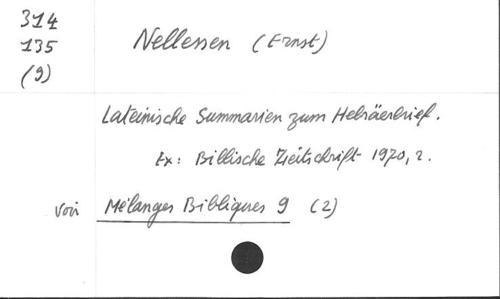 314
135
(9)
Nellessen (Ernst)
Lateinische Summarien zum Hebräerbrief.
Ex: Biblische Zeitschrift 1970, 2.
voir Mélanges Bibliques 9 (2)